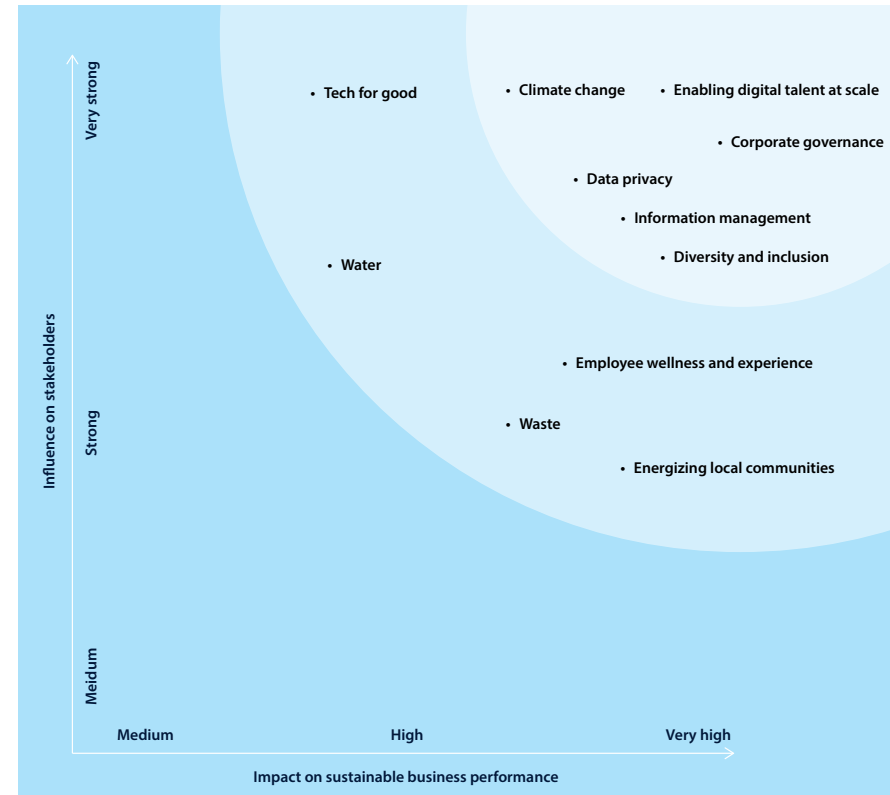 Very strong
• Tech for good
• Climate change
• Enabling digital talent at scale
• Corporate governance
• Data privacy
• Information management
• Diversity and inclusion
• Water
Influence on stakeholders
• Employee wellness and experience
Strong
• Waste
• Energizing local communities
Meidum
Medium
High
Very high
Impact on sustainable business performance